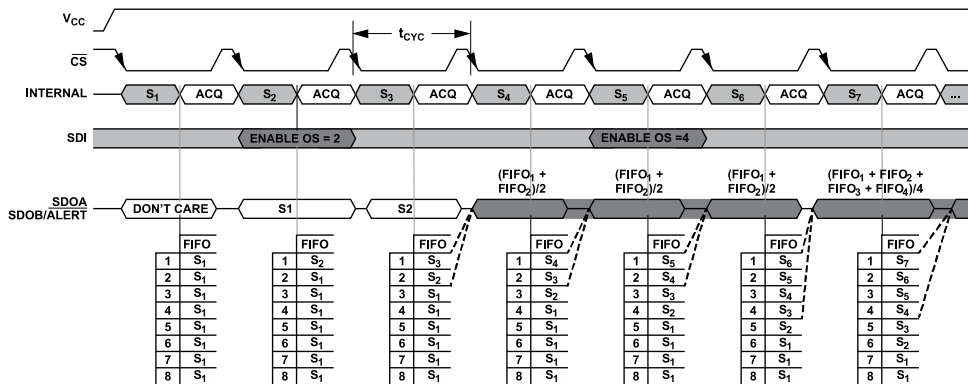 VCC
tCYC
CS
INTERNAL S1 ACQ S2 ACQ S3 ACQ S4 ACQ S5 ACQ S6 ACQ S7 ACQ ...
SDI ENABLE OS = 2 ENABLE OS =4
(FIFO1 + FIFO2)/2 (FIFO1 + FIFO2)/2 (FIFO1 + FIFO2)/2 (FIFO1 + FIFO2 + FIFO3 + FIFO4)/4
SDOA
SDOB/ALERT DON'T CARE S1 S2
FIFO FIFO FIFO FIFO FIFO FIFO FIFO
1 S1 1 S2 1 S3 1 S4 1 S5 1 S6 1 S7
2 S1 2 S1 2 S2 2 S3 2 S4 2 S5 2 S6
3 S1 3 S1 3 S1 3 S2 3 S3 3 S4 3 S5
4 S1 4 S1 4 S1 4 S1 4 S2 4 S3 4 S4
5 S1 5 S1 5 S1 5 S1 5 S1 5 S2 5 S3
6 S1 6 S1 6 S1 6 S1 6 S1 6 S1 6 S2
7 S1 7 S1 7 S1 7 S1 7 S1 7 S1 7 S1
8 S1 8 S1 8 S1 8 S1 8 S1 8 S1 8 S1